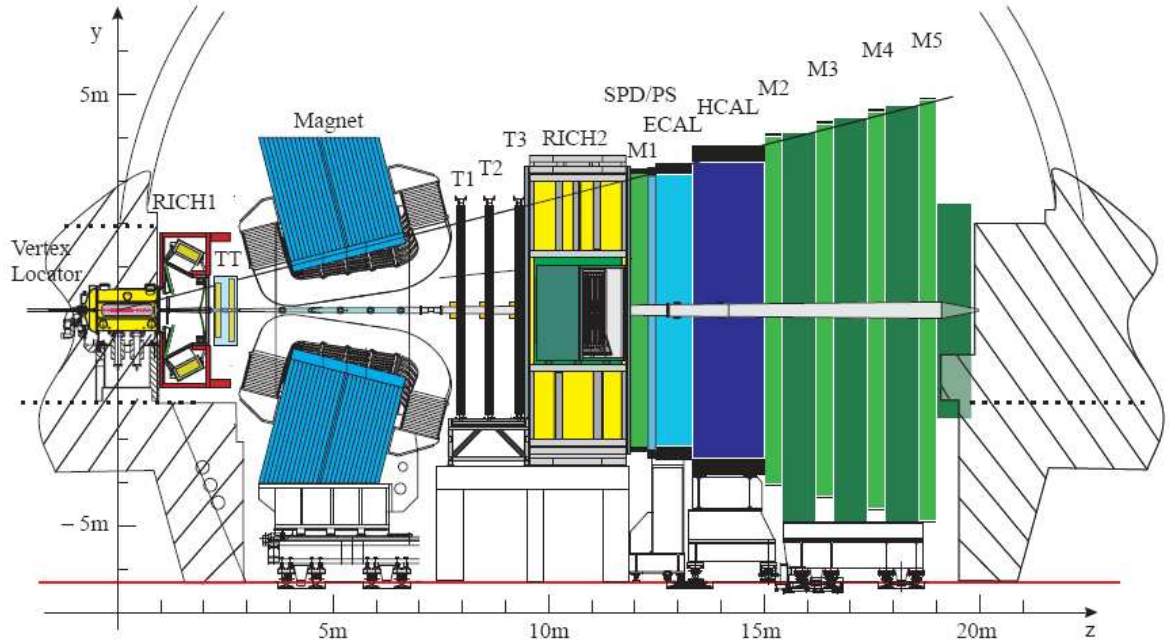 y
5m
Magnet
RICH1
Vertex
Locator
TT
T1
T2
T3
RICH2
M1
SPD/PS
ECAL
HCAL
M2
M3
M4
M5
– 5m
5m
10m
15m
20m
z